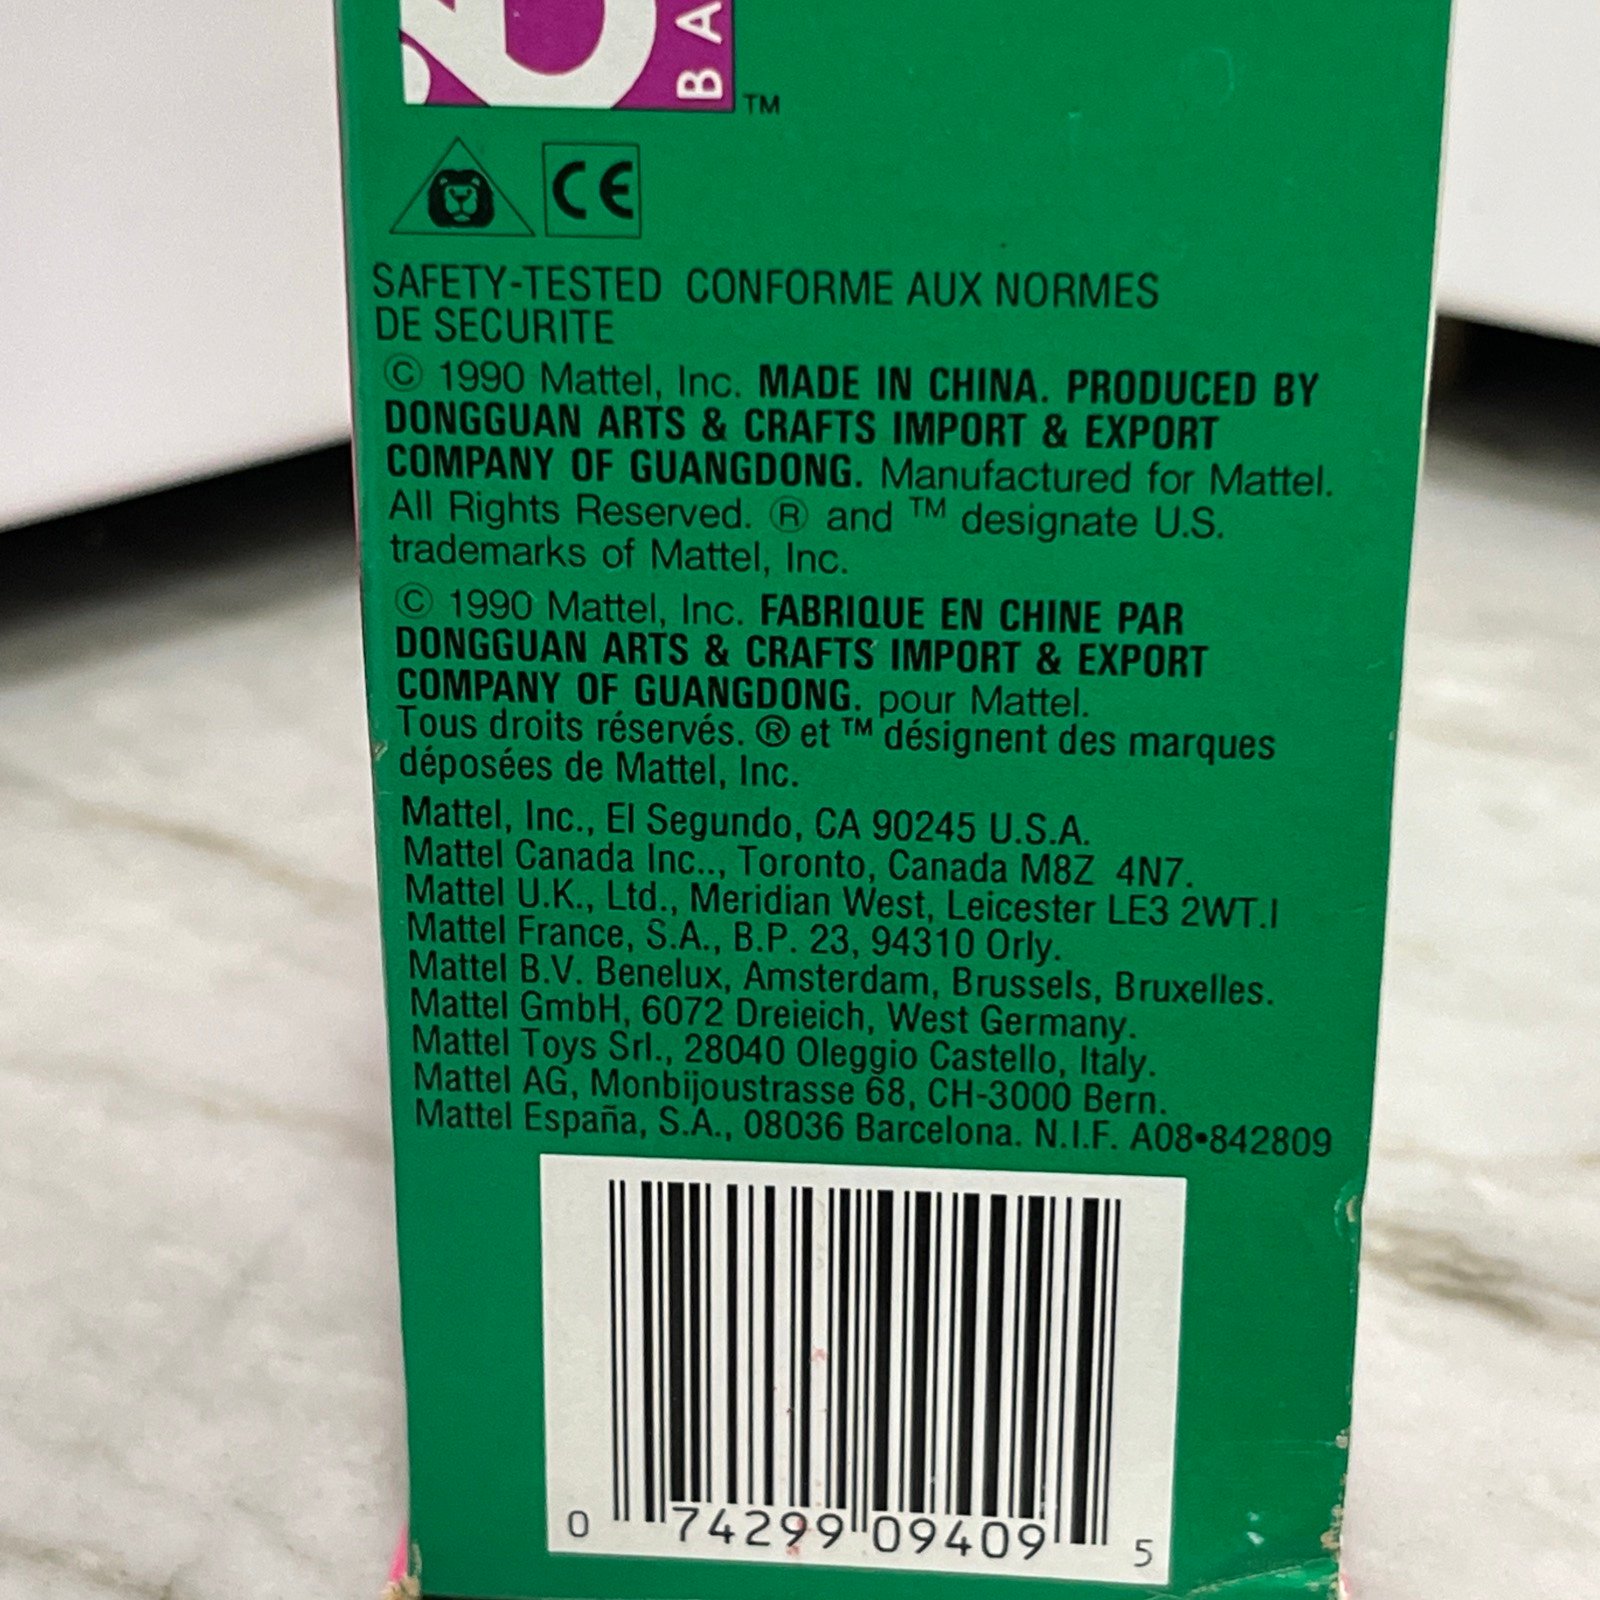 BA
™
CE
SAFETY-TESTED CONFORME AUX NORMES
DE SECURITE
© 1990 Mattel, Inc. MADE IN CHINA. PRODUCED BY
DONGGUAN ARTS & CRAFTS IMPORT & EXPORT
COMPANY OF GUANGDONG. Manufactured for Mattel.
All Rights Reserved. ® and ™ designate U.S.
trademarks of Mattel, Inc.
© 1990 Mattel, Inc. FABRIQUE EN CHINE PAR
DONGGUAN ARTS & CRAFTS IMPORT & EXPORT
COMPANY OF GUANGDONG. pour Mattel.
Tous droits réservés. ® et ™ désignent des marques
déposées de Mattel, Inc.
Mattel, Inc., El Segundo, CA 90245 U.S.A.
Mattel Canada Inc.., Toronto, Canada M8Z 4N7.
Mattel U.K., Ltd., Meridian West, Leicester LE3 2WT.I
Mattel France, S.A., B.P. 23, 94310 Orly.
Mattel B.V. Benelux, Amsterdam, Brussels, Bruxelles.
Mattel GmbH, 6072 Dreieich, West Germany.
Mattel Toys Srl., 28040 Oleggio Castello, Italy.
Mattel AG, Monbijoustrasse 68, CH-3000 Bern.
Mattel España, S.A., 08036 Barcelona. N.I.F. A08•842809
0 74299 09409 5